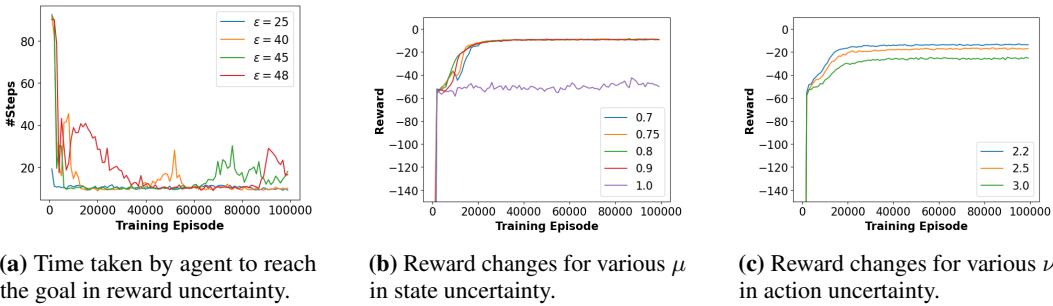 #Steps
80
60
40
20
0
20000
40000
60000
80000
100000
Training Episode
ε = 25
ε = 40
ε = 45
ε = 48
Reward
0
−20
−40
−60
−80
−100
−120
−140
0
20000
40000
60000
80000
100000
Training Episode
0.7
0.75
0.8
0.9
1.0
Reward
0
−20
−40
−60
−80
−100
−120
−140
0
20000
40000
60000
80000
100000
Training Episode
2.2
2.5
3.0
(a) Time taken by agent to reach
the goal in reward uncertainty.
(b) Reward changes for various μ
in state uncertainty.
(c) Reward changes for various ν
in action uncertainty.